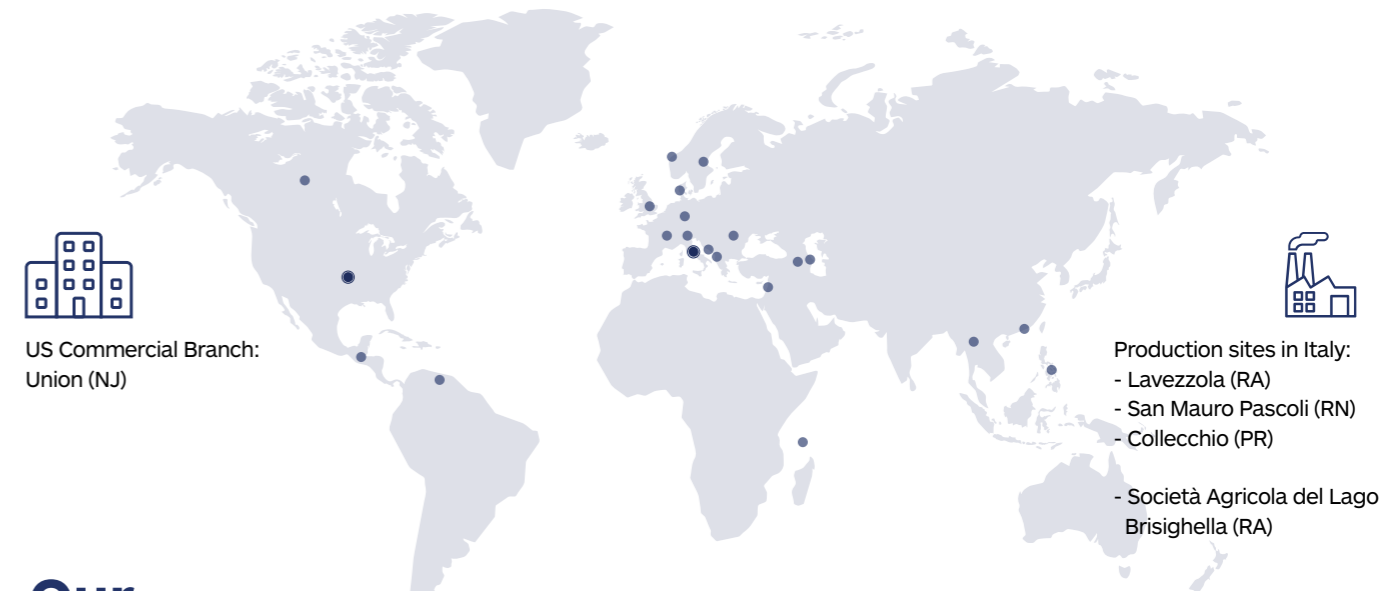 US Commercial Branch:
Union (NJ)
Production sites in Italy:
- Lavezzola (RA)
- San Mauro Pascoli (RN)
- Collecchio (PR)
- Società Agricola del Lago
Brisighella (RA)
Our